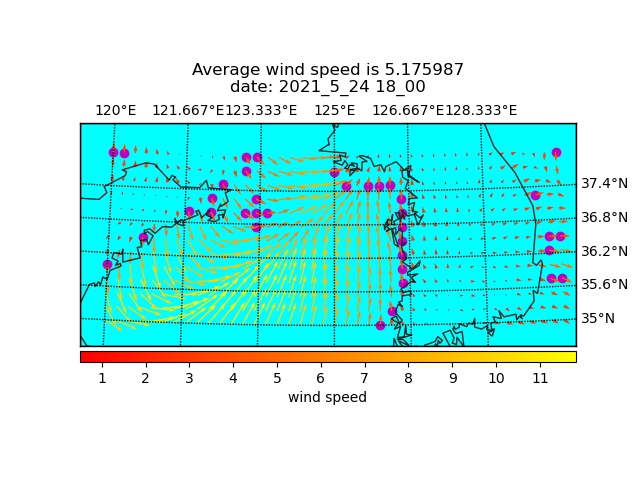 Average wind speed is 5.175987
date: 2021_5_24 18_00
120°E 121.667°E 123.333°E 125°E 126.667°E 128.333°E
37.4°N
36.8°N
36.2°N
35.6°N
35°N
1 2 3 4 5 6 7 8 9 10 11
wind speed